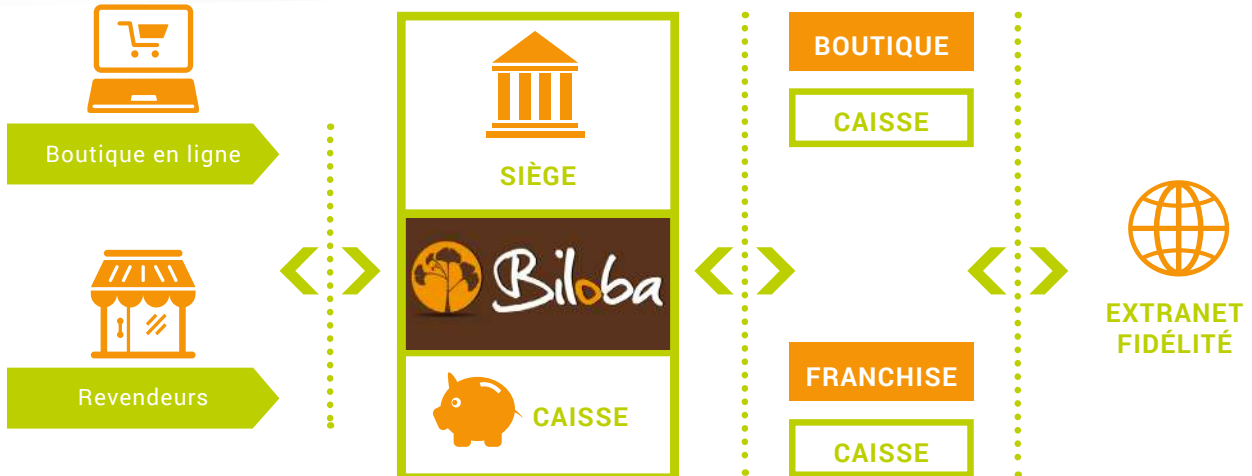 Boutique en ligne
Revendeurs
SIÈGE
Biloba
CAISSE
BOUTIQUE
CAISSE
FRANCHISE
CAISSE
EXTRANET
FIDÉLITÉ